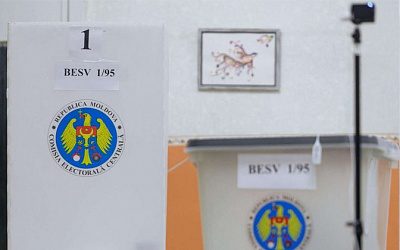 1
BESV 1/95
REPUBLICA MOLDOVA
COMISIA ELECTORALĂ CENTRALĂ
BESV 1/95